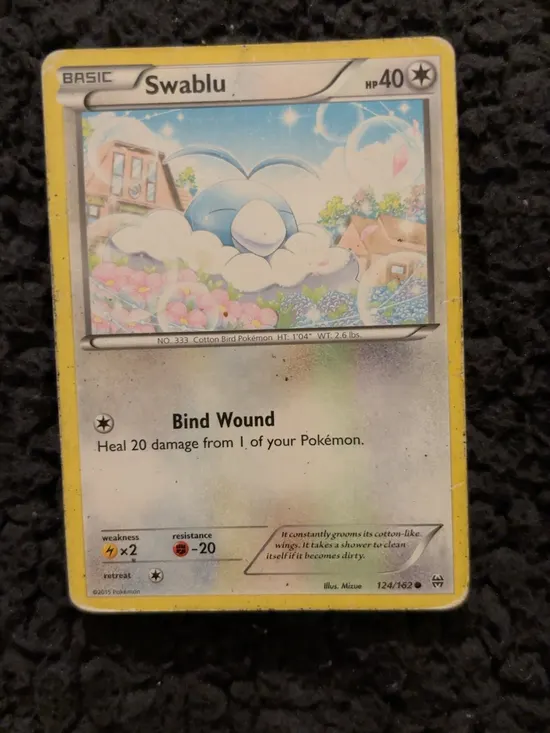 BASIC Swablu HP 40
NO. 333 Cotton Bird Pokémon HT: 1'04" WT: 2.6 lbs.
Bind Wound
Heal 20 damage from 1 of your Pokémon.
weakness resistance
×2 -20
retreat
It constantly grooms its cotton-like
wings. It takes a shower to clean
itself if it becomes dirty.
©2015 Pokémon
Illus. Mizue 124/162